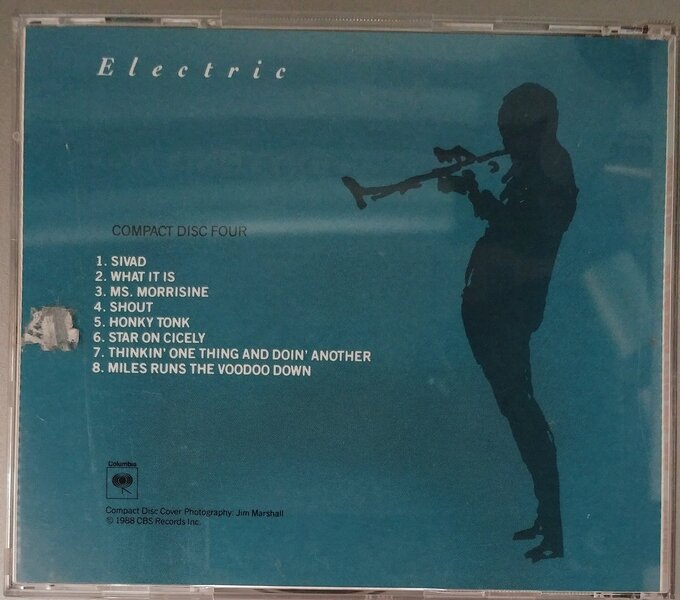 Electric
COMPACT DISC FOUR
1. SIVAD
2. WHAT IT IS
3. MS. MORRISINE
4. SHOUT
5. HONKY TONK
6. STAR ON CICELY
7. THINKIN' ONE THING AND DOIN' ANOTHER
8. MILES RUNS THE VOODOO DOWN
Columbia
Compact Disc Cover Photography: Jim Marshall
© 1988 CBS Records Inc.